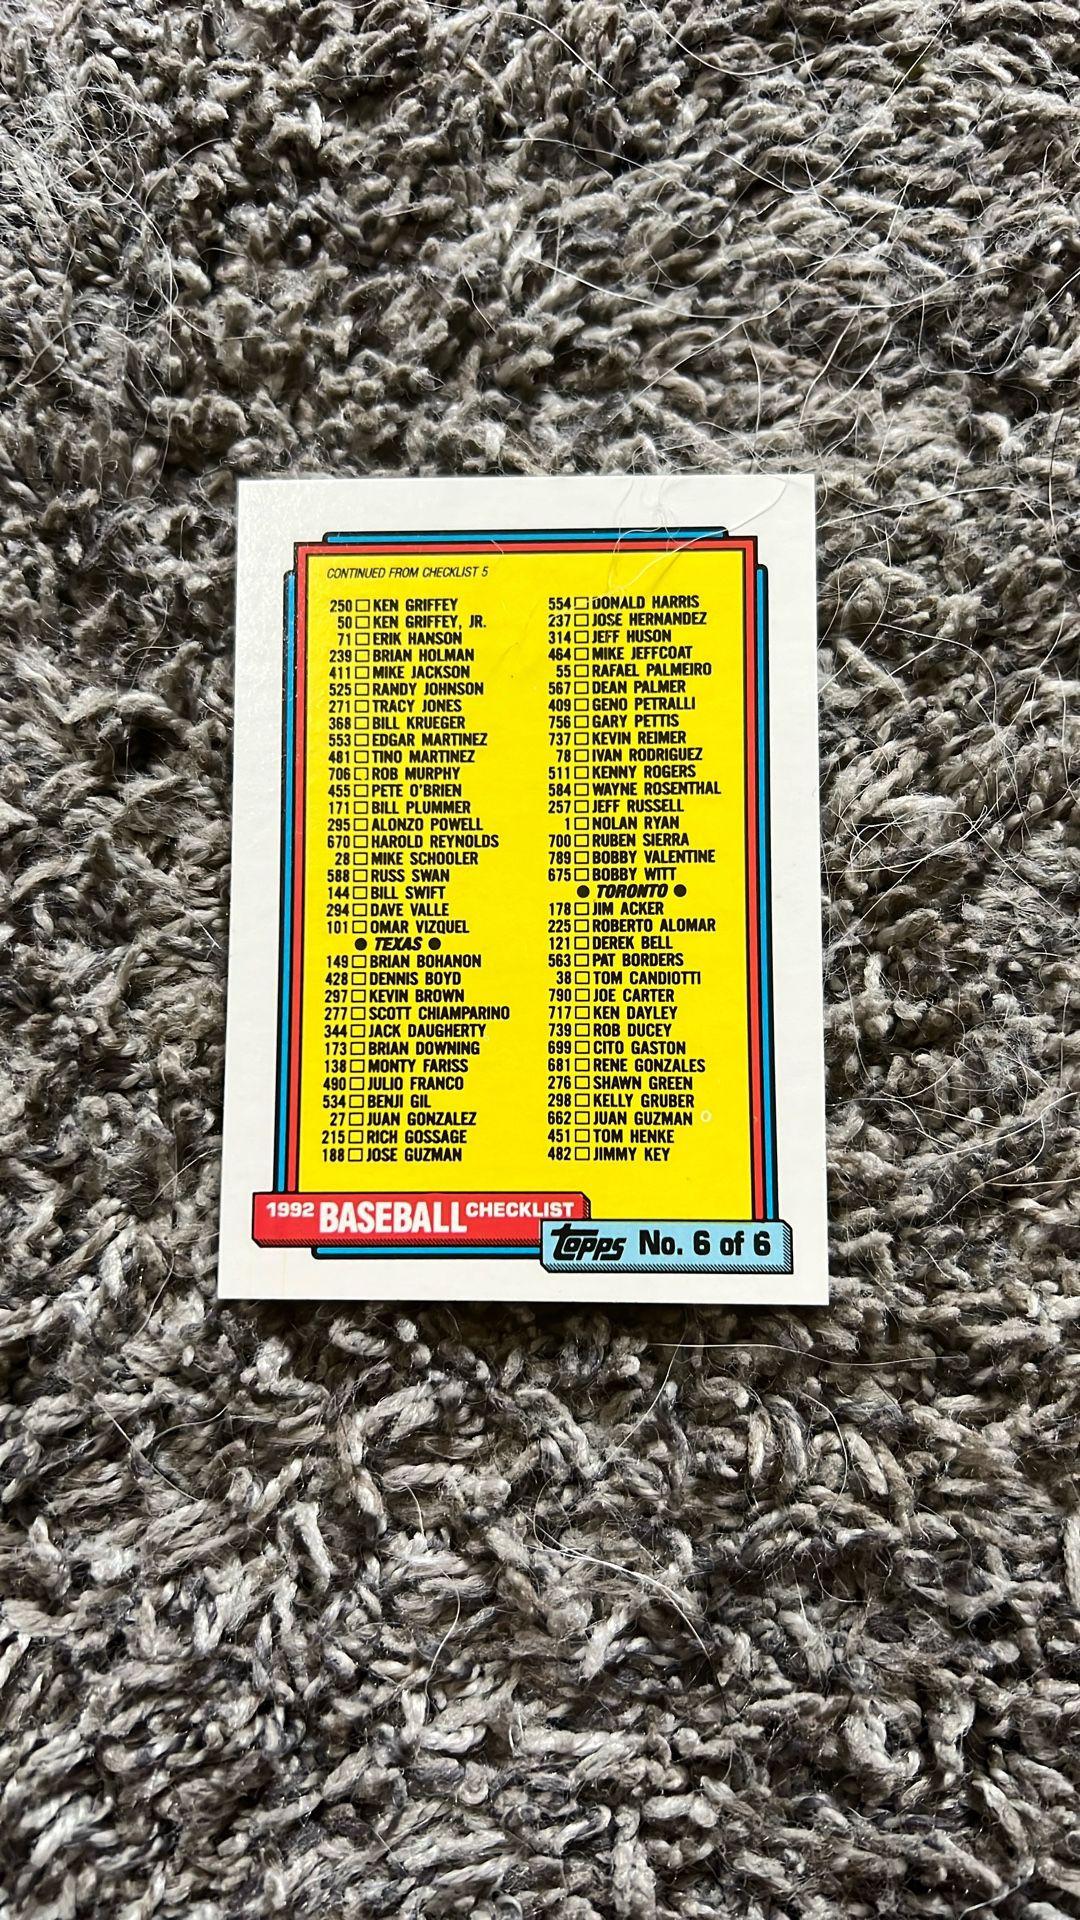 CONTINUED FROM CHECKLIST 5
250 □ KEN GRIFFEY
50 □ KEN GRIFFEY, JR.
71 □ ERIK HANSON
239 □ BRIAN HOLMAN
411 □ MIKE JACKSON
525 □ RANDY JOHNSON
271 □ TRACY JONES
368 □ BILL KRUEGER
553 □ EDGAR MARTINEZ
481 □ TINO MARTINEZ
706 □ ROB MURPHY
455 □ PETE O'BRIEN
171 □ BILL PLUMMER
295 □ ALONZO POWELL
670 □ HAROLD REYNOLDS
28 □ MIKE SCHOOLER
588 □ RUSS SWAN
144 □ BILL SWIFT
294 □ DAVE VALLE
101 □ OMAR VIZQUEL
● TEXAS ●
149 □ BRIAN BOHANON
428 □ DENNIS BOYD
297 □ KEVIN BROWN
277 □ SCOTT CHIAMPARINO
344 □ JACK DAUGHERTY
173 □ BRIAN DOWNING
138 □ MONTY FARISS
490 □ JULIO FRANCO
534 □ BENJI GIL
27 □ JUAN GONZALEZ
215 □ RICH GOSSAGE
188 □ JOSE GUZMAN
554 □ DONALD HARRIS
237 □ JOSE HERNANDEZ
314 □ JEFF HUSON
464 □ MIKE JEFFCOAT
55 □ RAFAEL PALMEIRO
567 □ DEAN PALMER
409 □ GENO PETRALLI
756 □ GARY PETTIS
737 □ KEVIN REIMER
78 □ IVAN RODRIGUEZ
511 □ KENNY ROGERS
584 □ WAYNE ROSENTHAL
257 □ JEFF RUSSELL
1 □ NOLAN RYAN
700 □ RUBEN SIERRA
789 □ BOBBY VALENTINE
675 □ BOBBY WITT
● TORONTO ●
178 □ JIM ACKER
225 □ ROBERTO ALOMAR
121 □ DEREK BELL
563 □ PAT BORDERS
38 □ TOM CANDIOTTI
790 □ JOE CARTER
717 □ KEN DAYLEY
739 □ ROB DUCEY
699 □ CITO GASTON
681 □ RENE GONZALES
276 □ SHAWN GREEN
298 □ KELLY GRUBER
662 □ JUAN GUZMAN
451 □ TOM HENKE
482 □ JIMMY KEY
1992 BASEBALL CHECKLIST
Topps No. 6 of 6